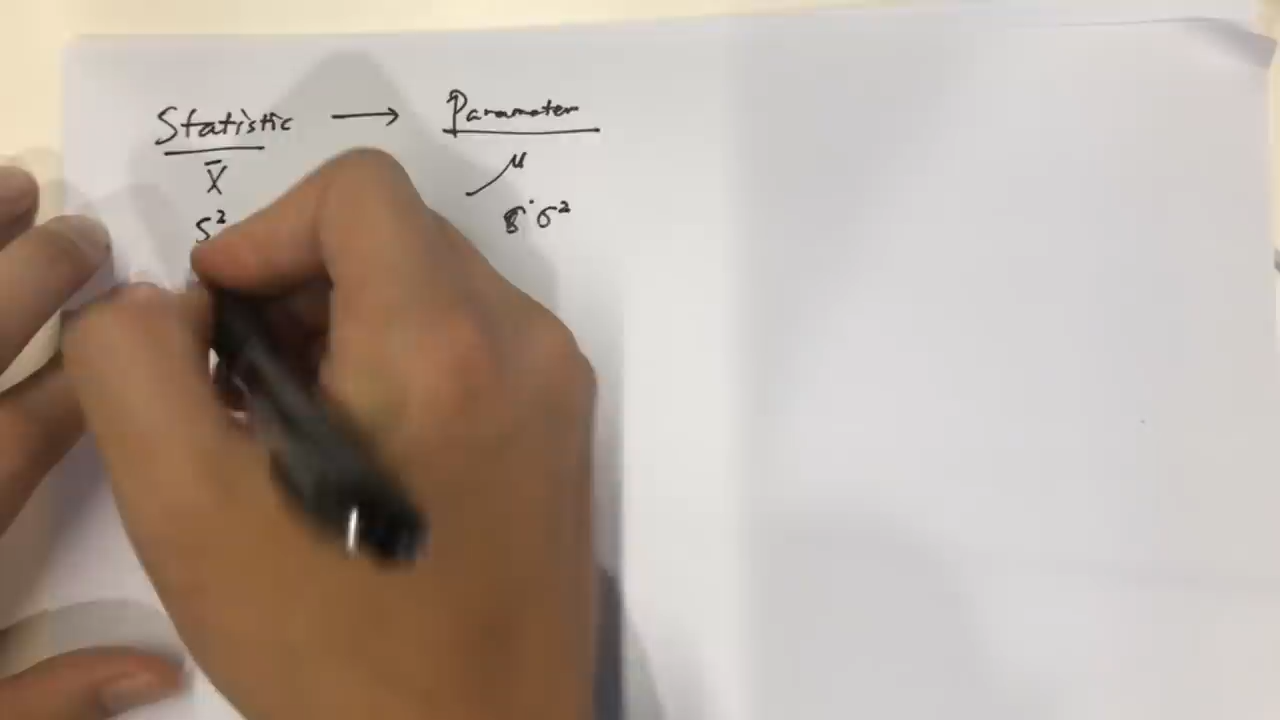 Statistic → Parameter
X̄ μ
S² σ²